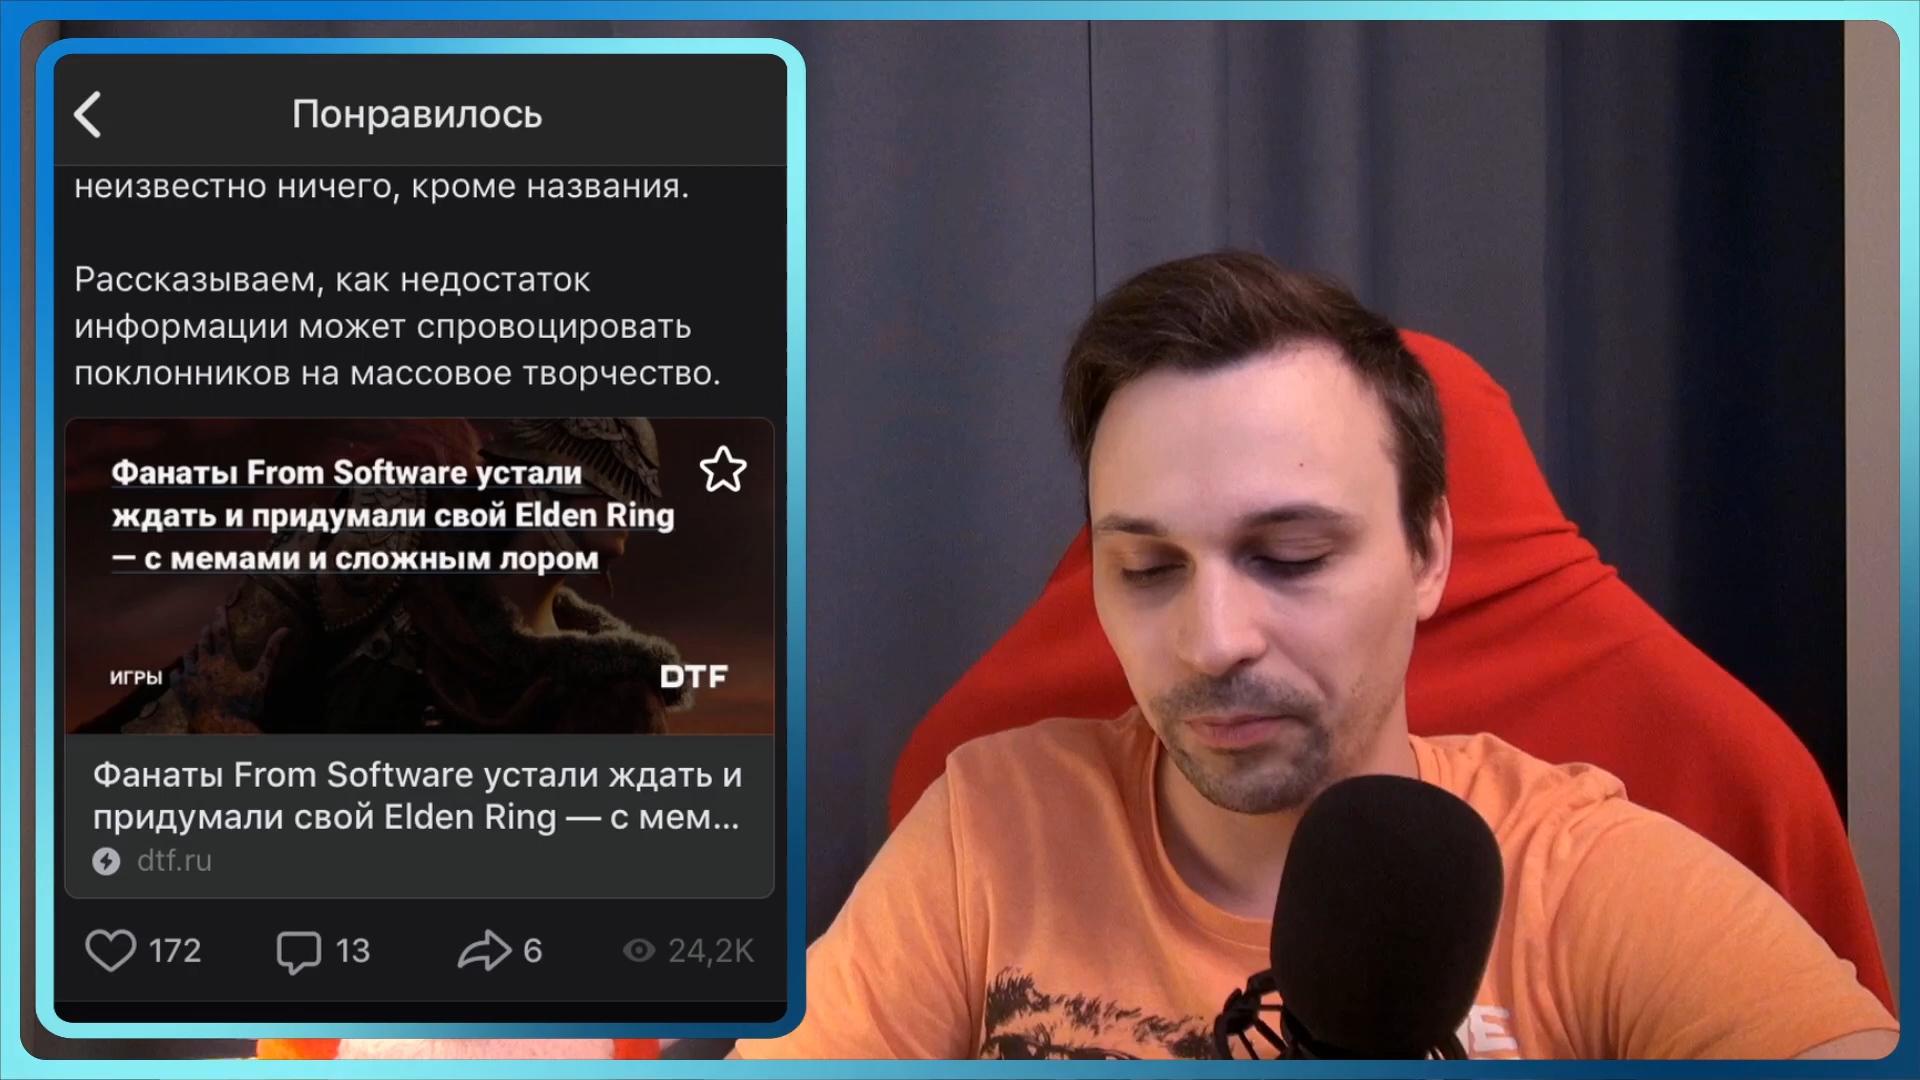 Понравилось
неизвестно ничего, кроме названия.
Рассказываем, как недостаток
информации может спровоцировать
поклонников на массовое творчество.
Фанаты From Software устали
ждать и придумали свой Elden Ring
— с мемами и сложным лором
ИГРЫ
DTF
Фанаты From Software устали ждать и
придумали свой Elden Ring — с мем...
dtf.ru
172
13
6
24,2K
E